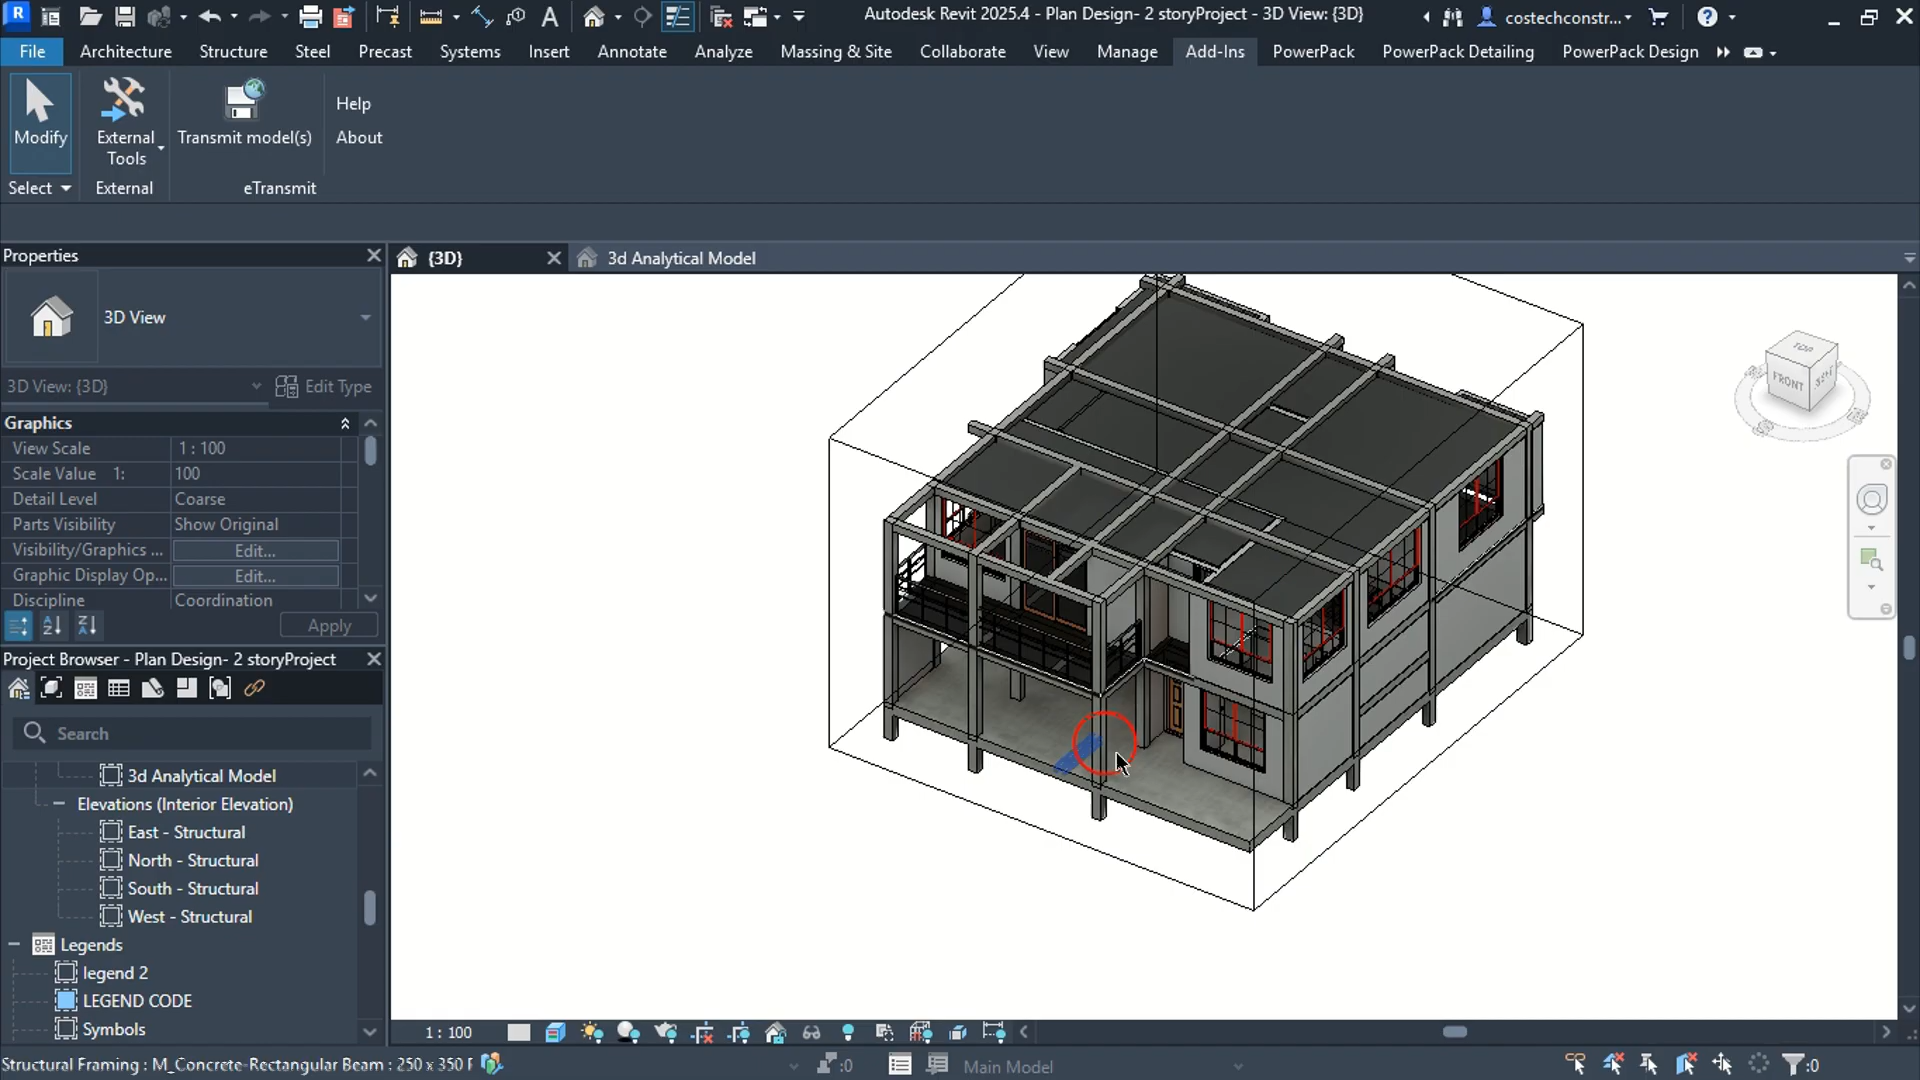 Autodesk Revit 2025.4 - Plan Design- 2 storyProject - 3D View: {3D}
costechconstr...
File Architecture Structure Steel Precast Systems Insert Annotate Analyze Massing & Site Collaborate View Manage Add-Ins PowerPack PowerPack Detailing PowerPack Design
Modify
External
Tools
Transmit model(s)
Help
About
Select
External
eTransmit
Properties
{3D}
3d Analytical Model
3D View
3D View: {3D}
Edit Type
Graphics
View Scale 1 : 100
Scale Value 1: 100
Detail Level Coarse
Parts Visibility Show Original
Visibility/Graphics ... Edit...
Graphic Display Op... Edit...
Discipline Coordination
Apply
Project Browser - Plan Design- 2 storyProject
Search
3d Analytical Model
Elevations (Interior Elevation)
East - Structural
North - Structural
South - Structural
West - Structural
Legends
legend 2
LEGEND CODE
Symbols
TOP
FRONT
1 : 100
Structural Framing : M_Concrete-Rectangular Beam : 250 x 350
:0
Main Model
:0